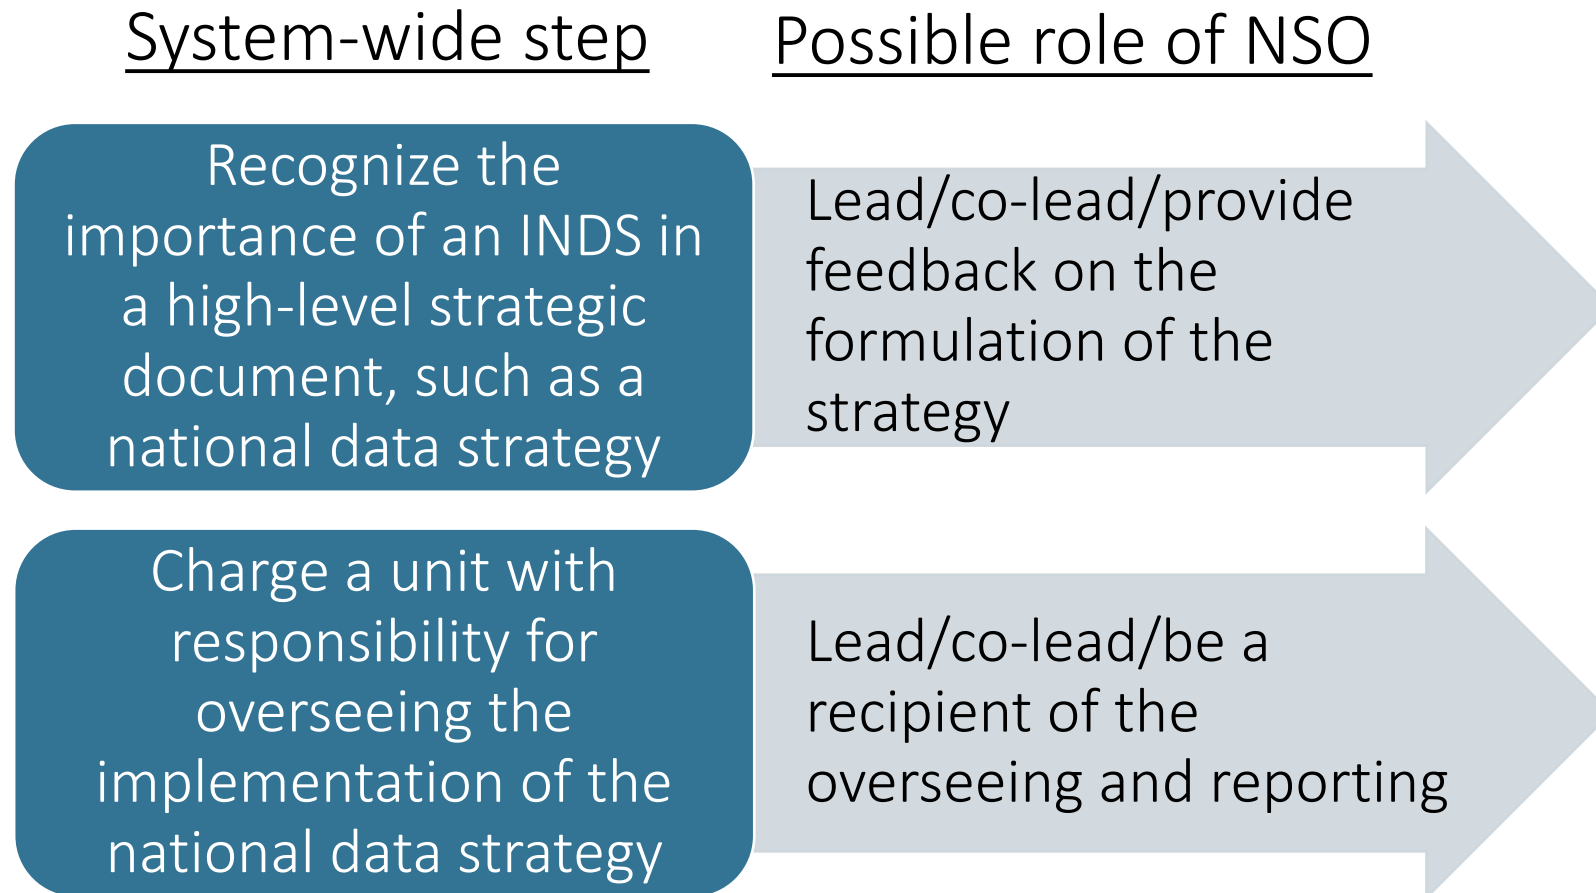 System-wide step
Possible role of NSO
Recognize the
importance of an INDS in
a high-level strategic
document, such as a
national data strategy
Lead/co-lead/provide
feedback on the
formulation of the
strategy
Charge a unit with
responsibility for
overseeing the
implementation of the
national data strategy
Lead/co-lead/be a
recipient of the
overseeing and reporting